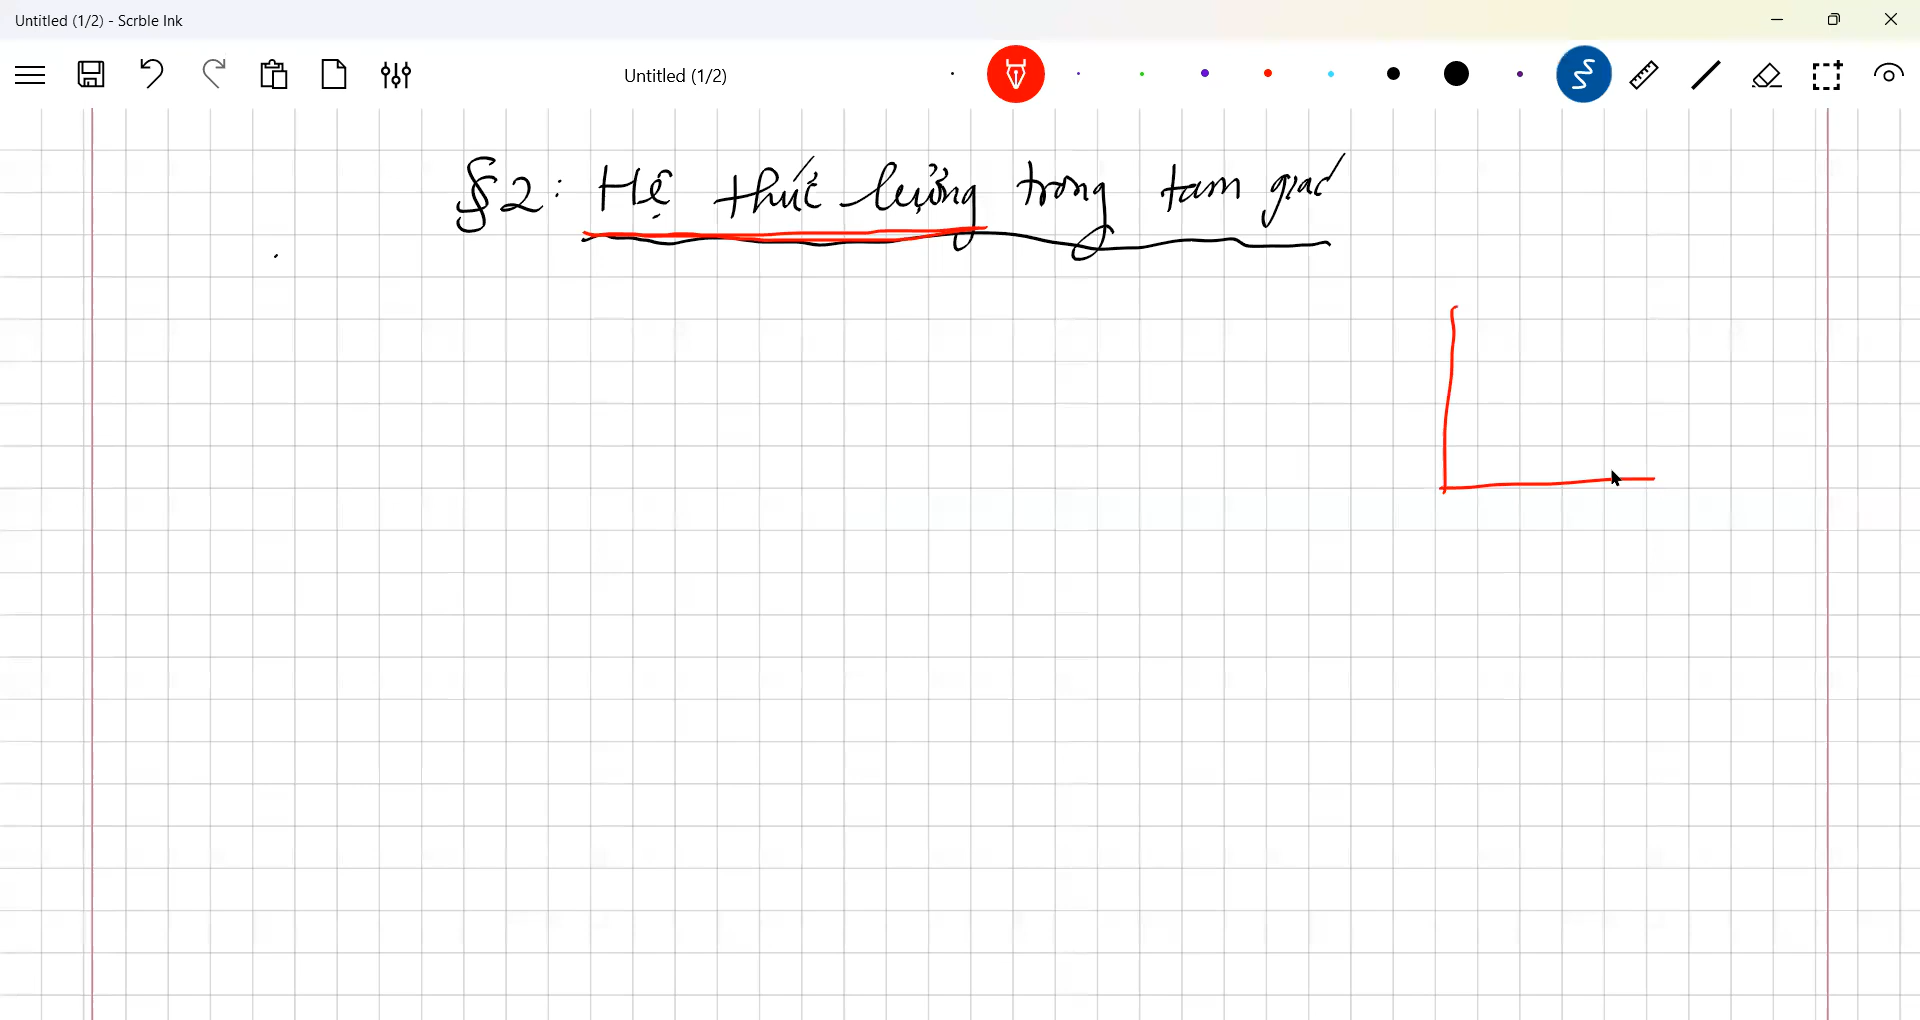 Untitled (1/2) - Scrble Ink
Untitled (1/2)
§2: Hệ thức lượng trong tam giác